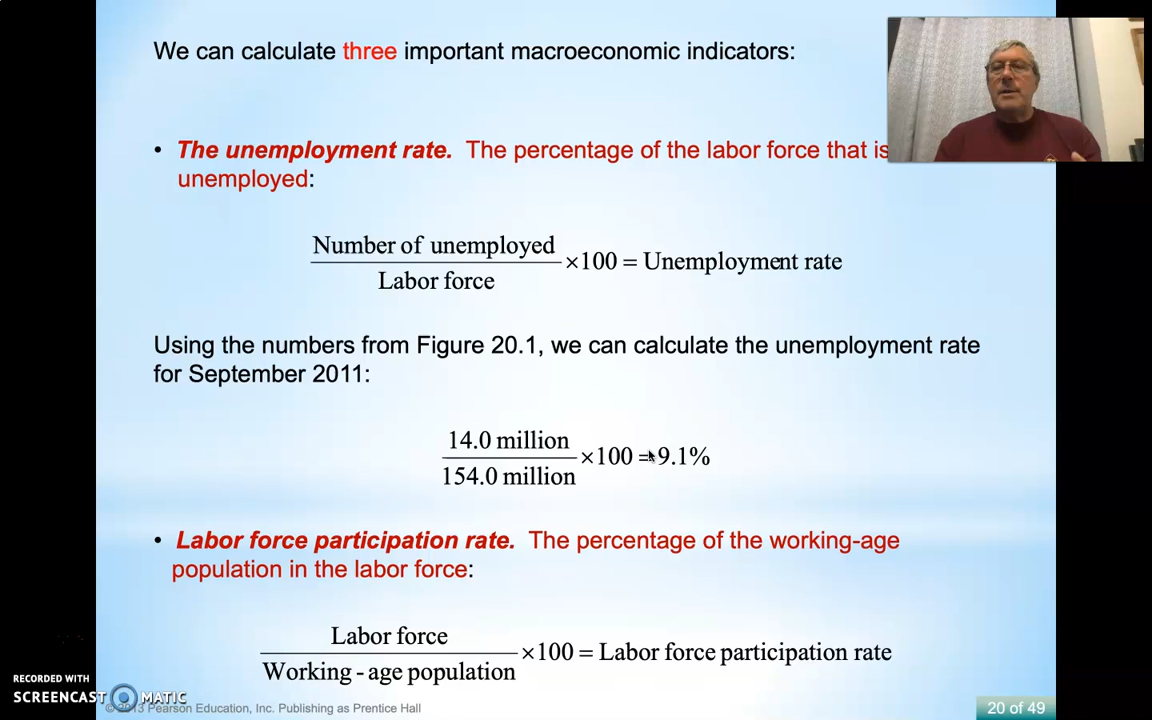 We can calculate three important macroeconomic indicators:
• The unemployment rate. The percentage of the labor force that is
unemployed:
Number of unemployed
Labor force
×100 = Unemployment rate
Using the numbers from Figure 20.1, we can calculate the unemployment rate
for September 2011:
14.0 million
154.0 million
×100 = 9.1%
• Labor force participation rate. The percentage of the working-age
population in the labor force:
Labor force
Working - age population
×100 = Labor force participation rate
RECORDED WITH
SCREENCAST MATIC
© 2013 Pearson Education, Inc. Publishing as Prentice Hall
20 of 49